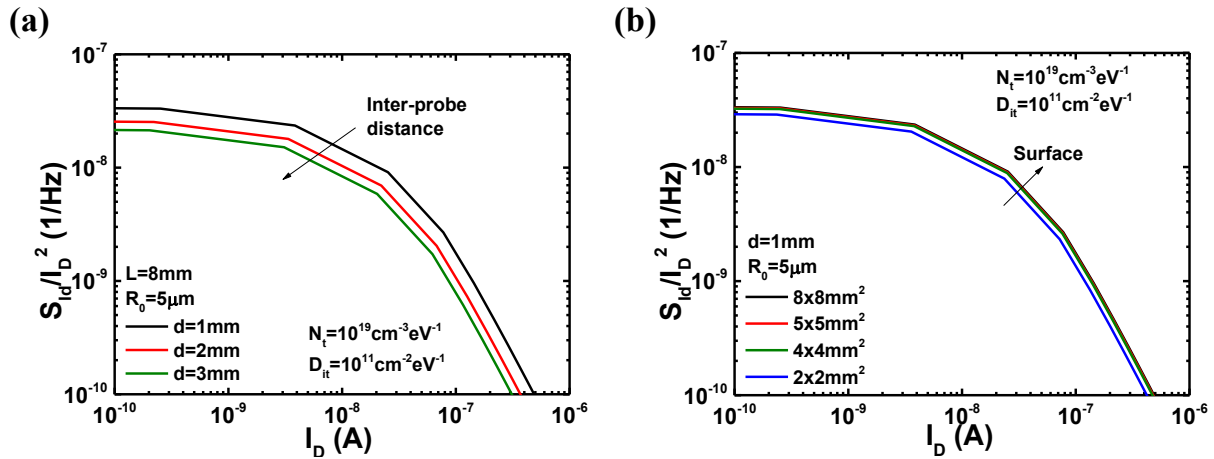 (a)
10^-7
10^-8
10^-9
10^-10
S_Id/I_D^2 (1/Hz)
Inter-probe
distance
L=8mm
R_0=5µm
d=1mm
d=2mm
d=3mm
N_t=10^19cm^-3eV^-1
D_it=10^11cm^-2eV^-1
10^-10 10^-9 10^-8 10^-7 10^-6
I_D (A)
(b)
10^-7
10^-8
10^-9
10^-10
S_Id/I_D^2 (1/Hz)
N_t=10^19cm^-3eV^-1
D_it=10^11cm^-2eV^-1
Surface
d=1mm
R_0=5µm
8x8mm^2
5x5mm^2
4x4mm^2
2x2mm^2
10^-10 10^-9 10^-8 10^-7 10^-6
I_D (A)